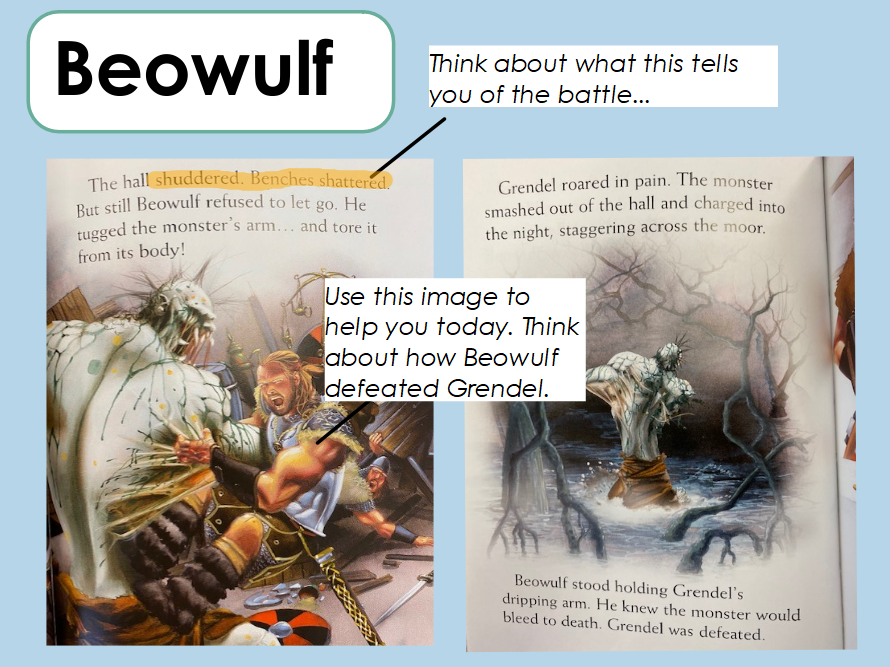 Beowulf
Think about what this tells
you of the battle...
The hall shuddered. Benches shattered.
But still Beowulf refused to let go. He
tugged the monster's arm... and tore it
from its body!
Use this image to
help you today. Think
about how Beowulf
defeated Grendel.
Grendel roared in pain. The monster
smashed out of the hall and charged into
the night, staggering across the moor.
Beowulf stood holding Grendel's
dripping arm. He knew the monster would
bleed to death. Grendel was defeated.